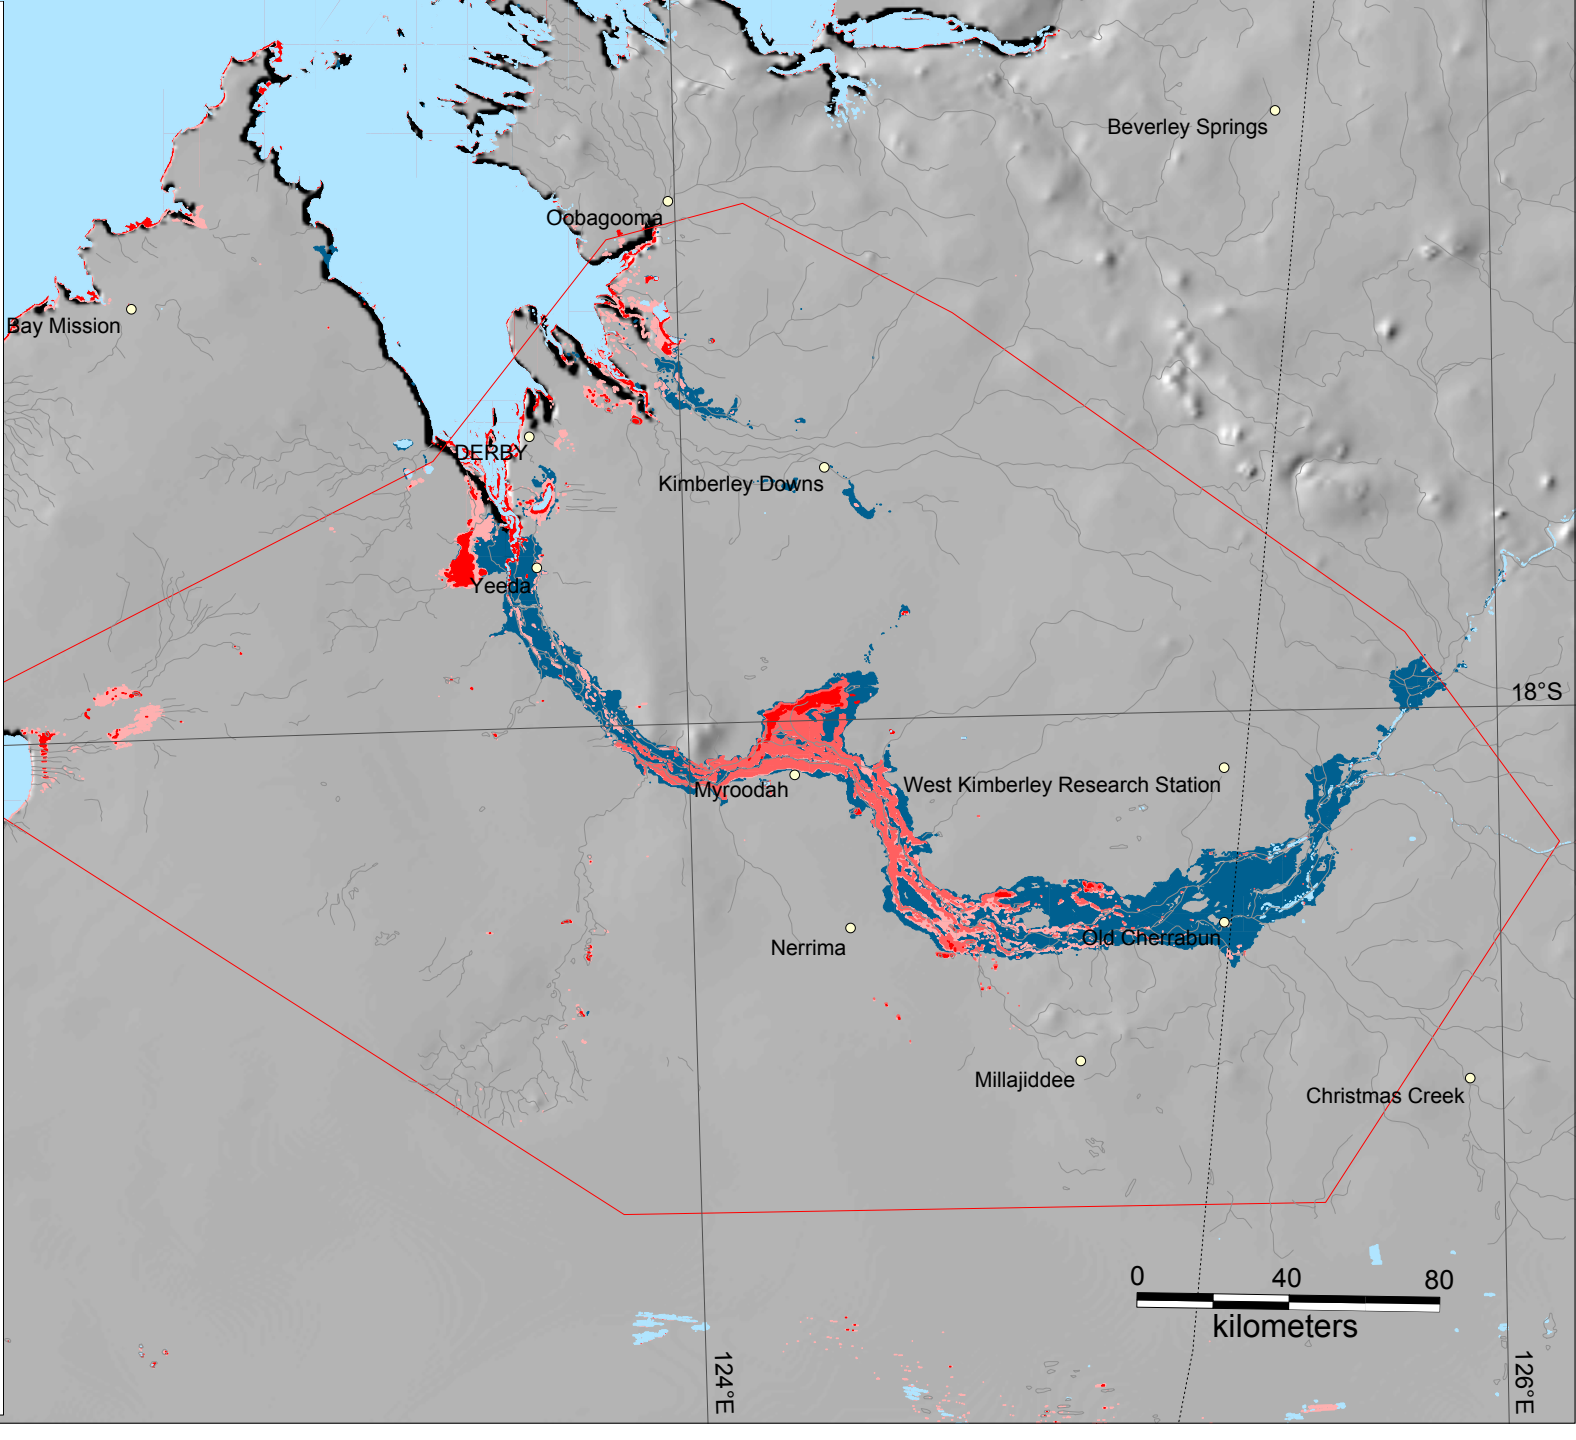 Beverley Springs
Oobagooma
Bay Mission
DERBY
Kimberley Downs
Yeeda
18°S
Myroodah
West Kimberley Research Station
Old Cherrabun
Nerrima
Millajiddee
Christmas Creek
0 40 80
kilometers
124°E
126°E